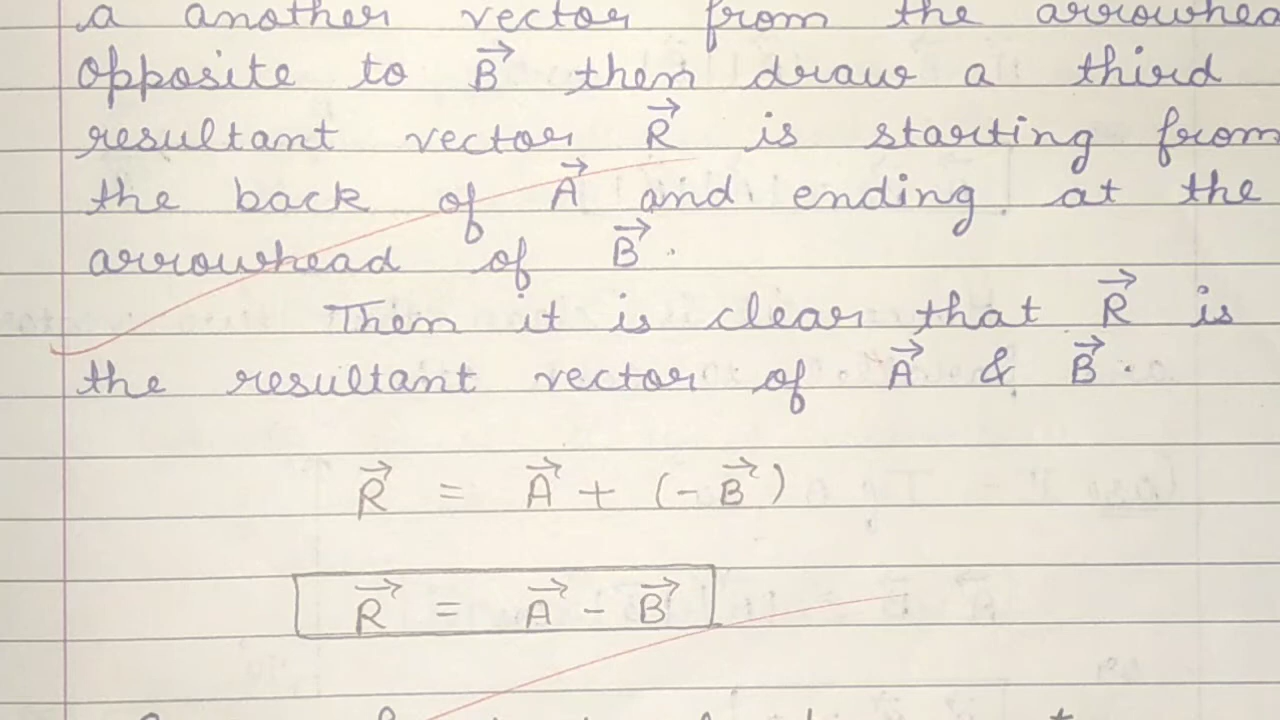 a another vector from the arrowhea
opposite to B⃗ then draw a third
resultant vector R⃗ is starting from
the back of A⃗ and ending at the
arrowhead of B⃗.
Then it is clear that R⃗ is
the resultant vector of A⃗ & B⃗.
R⃗ = A⃗ + (-B⃗)
R⃗ = A⃗ - B⃗